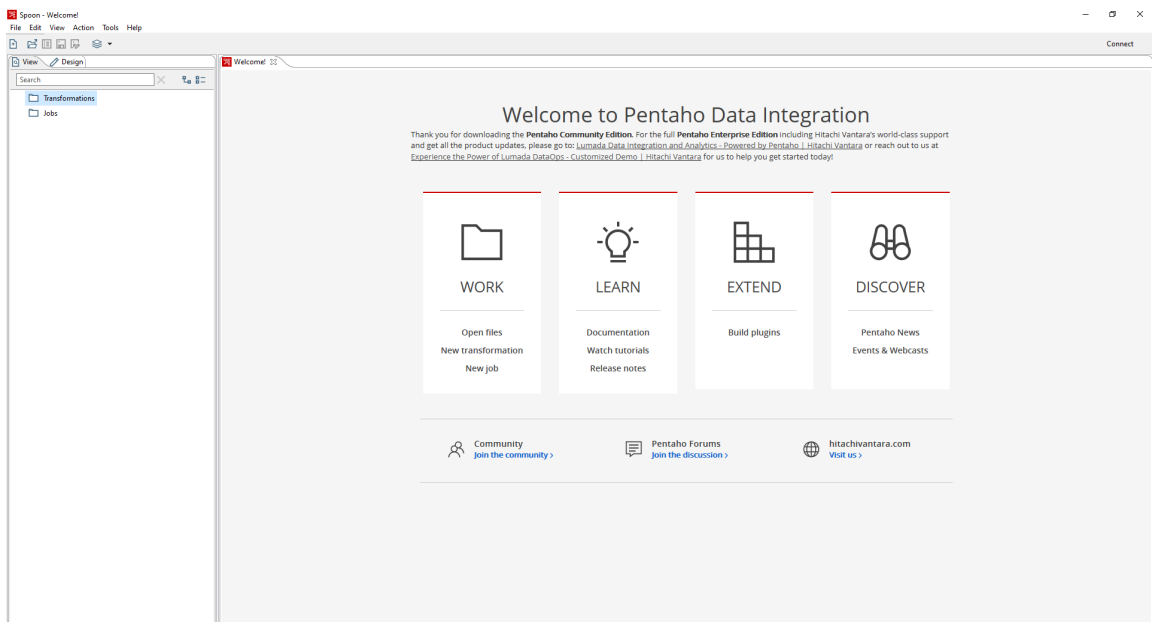 Spoon - Welcome!
File Edit View Action Tools Help
Connect
View Design
Welcome!
Search
Transformations
Jobs
Welcome to Pentaho Data Integration
Thank you for downloading the Pentaho Community Edition. For the full Pentaho Enterprise Edition including Hitachi Vantara's world-class support
and get all the product updates, please go to: Lumada Data Integration and Analytics - Powered by Pentaho | Hitachi Vantara or reach out to us at
Experience the Power of Lumada DataOps - Customized Demo | Hitachi Vantara for us to help you get started today!
WORK
Open files
New transformation
New job
LEARN
Documentation
Watch tutorials
Release notes
EXTEND
Build plugins
DISCOVER
Pentaho News
Events & Webcasts
Community
Join the community >
Pentaho Forums
Join the discussion >
hitachivantara.com
Visit us >